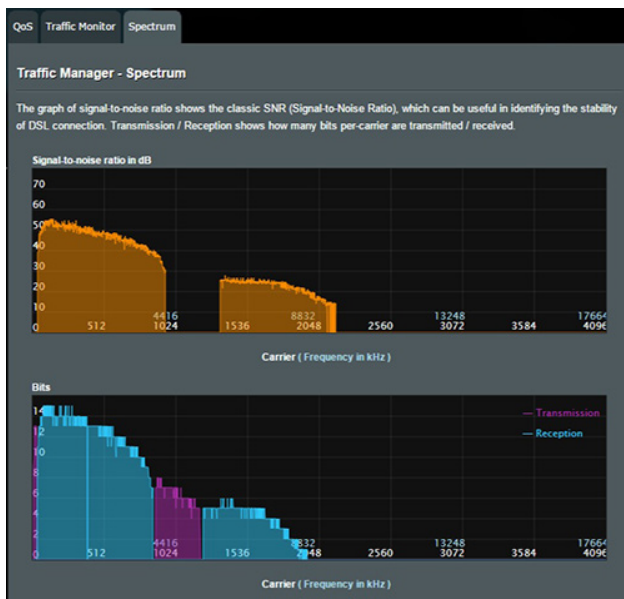 QoS Traffic Monitor Spectrum
Traffic Manager - Spectrum
The graph of signal-to-noise ratio shows the classic SNR (Signal-to-Noise Ratio), which can be useful in identifying the stability
of DSL connection. Transmission / Reception shows how many bits per-carrier are transmitted / received.
Signal-to-noise ratio in dB
70
60
50
40
30
20
10
4416 8832 13248 17664
0 512 1024 1536 2048 2560 3072 3584 4096
Carrier ( Frequency in kHz )
Bits
14
— Transmission
12
— Reception
10
8
6
4
2
4416 8832 13248 17664
0 512 1024 1536 2048 2560 3072 3584 4096
Carrier ( Frequency in kHz )